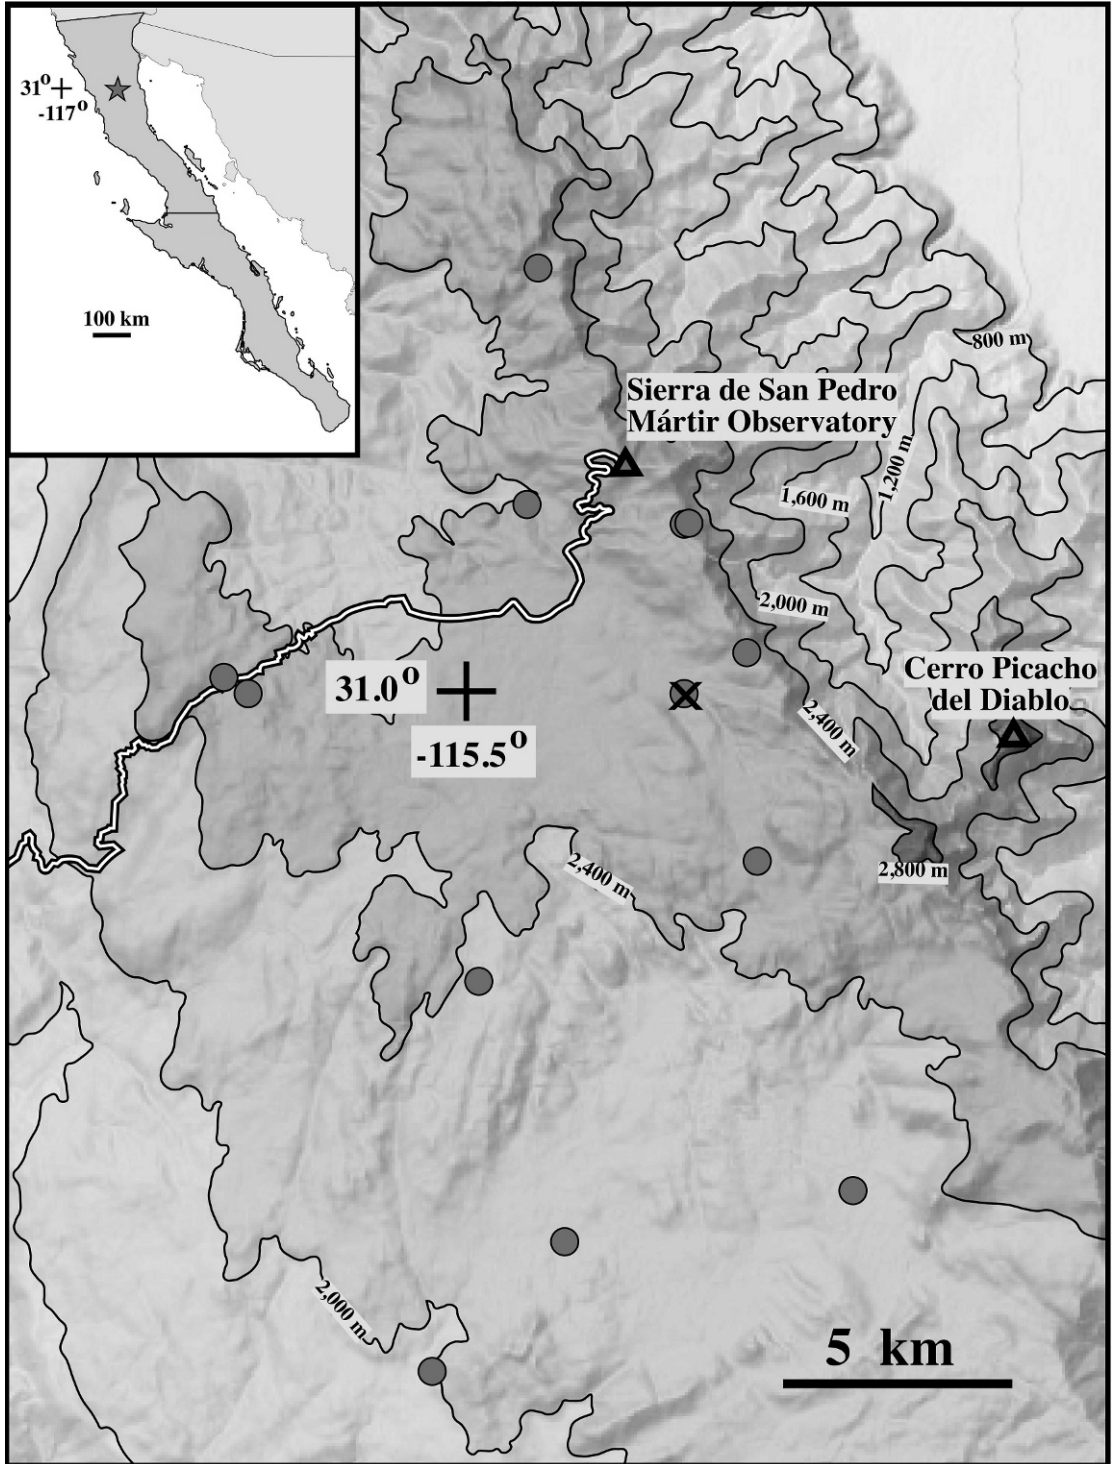 31°
-117°
100 km
800 m
Sierra de San Pedro
Mártir Observatory
1,200 m
1,600 m
2,000 m
Cerro Picacho
del Diablo
31.0°
-115.5°
2,400 m
2,400 m
2,800 m
2,000 m
5 km